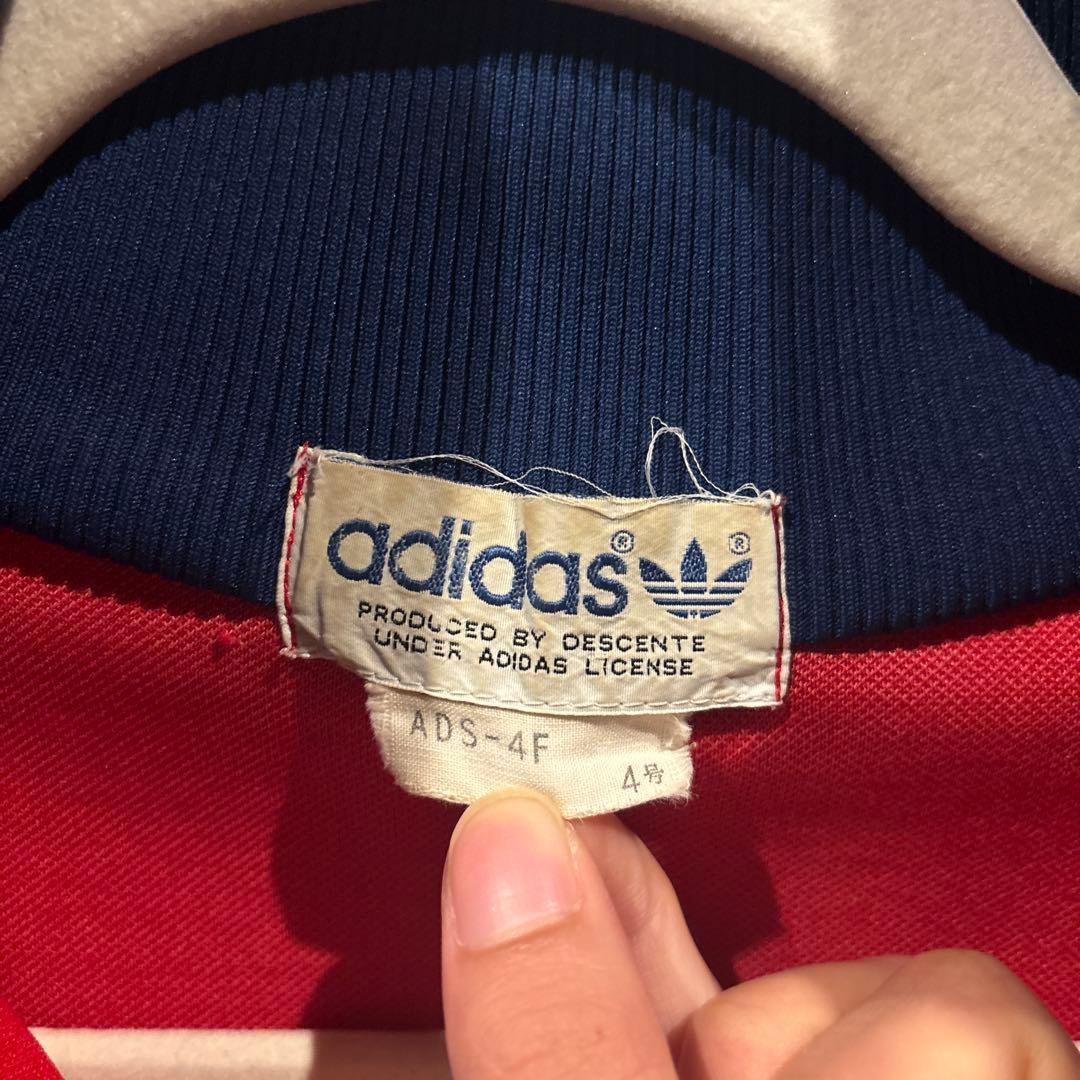 adidas® ®
PRODUCED BY DESCENTE
UNDER ADIDAS LICENSE
ADS-4F
4号